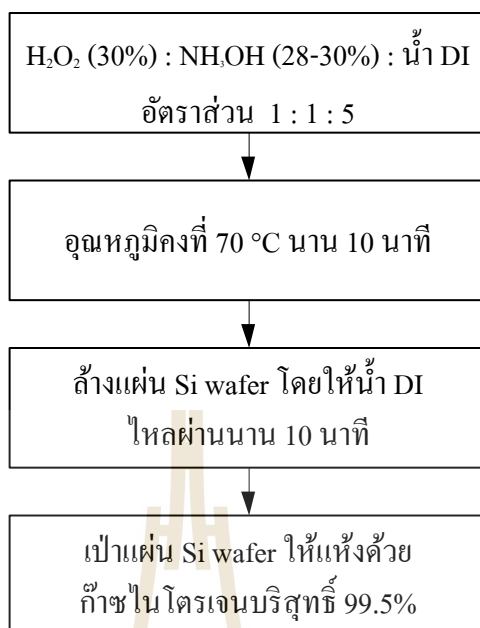 H₂O₂ (30%) : NH₃OH (28-30%) : น้ำ DI
อัตราส่วน 1 : 1 : 5
อุณหภูมิคงที่ 70 °C นาน 10 นาที
ล้างแผ่น Si wafer โดยให้น้ำ DI
ไหลผ่านนาน 10 นาที
เป่าแผ่น Si wafer ให้แห้งด้วย
ก๊าซไนโตรเจนบริสุทธิ์ 99.5%